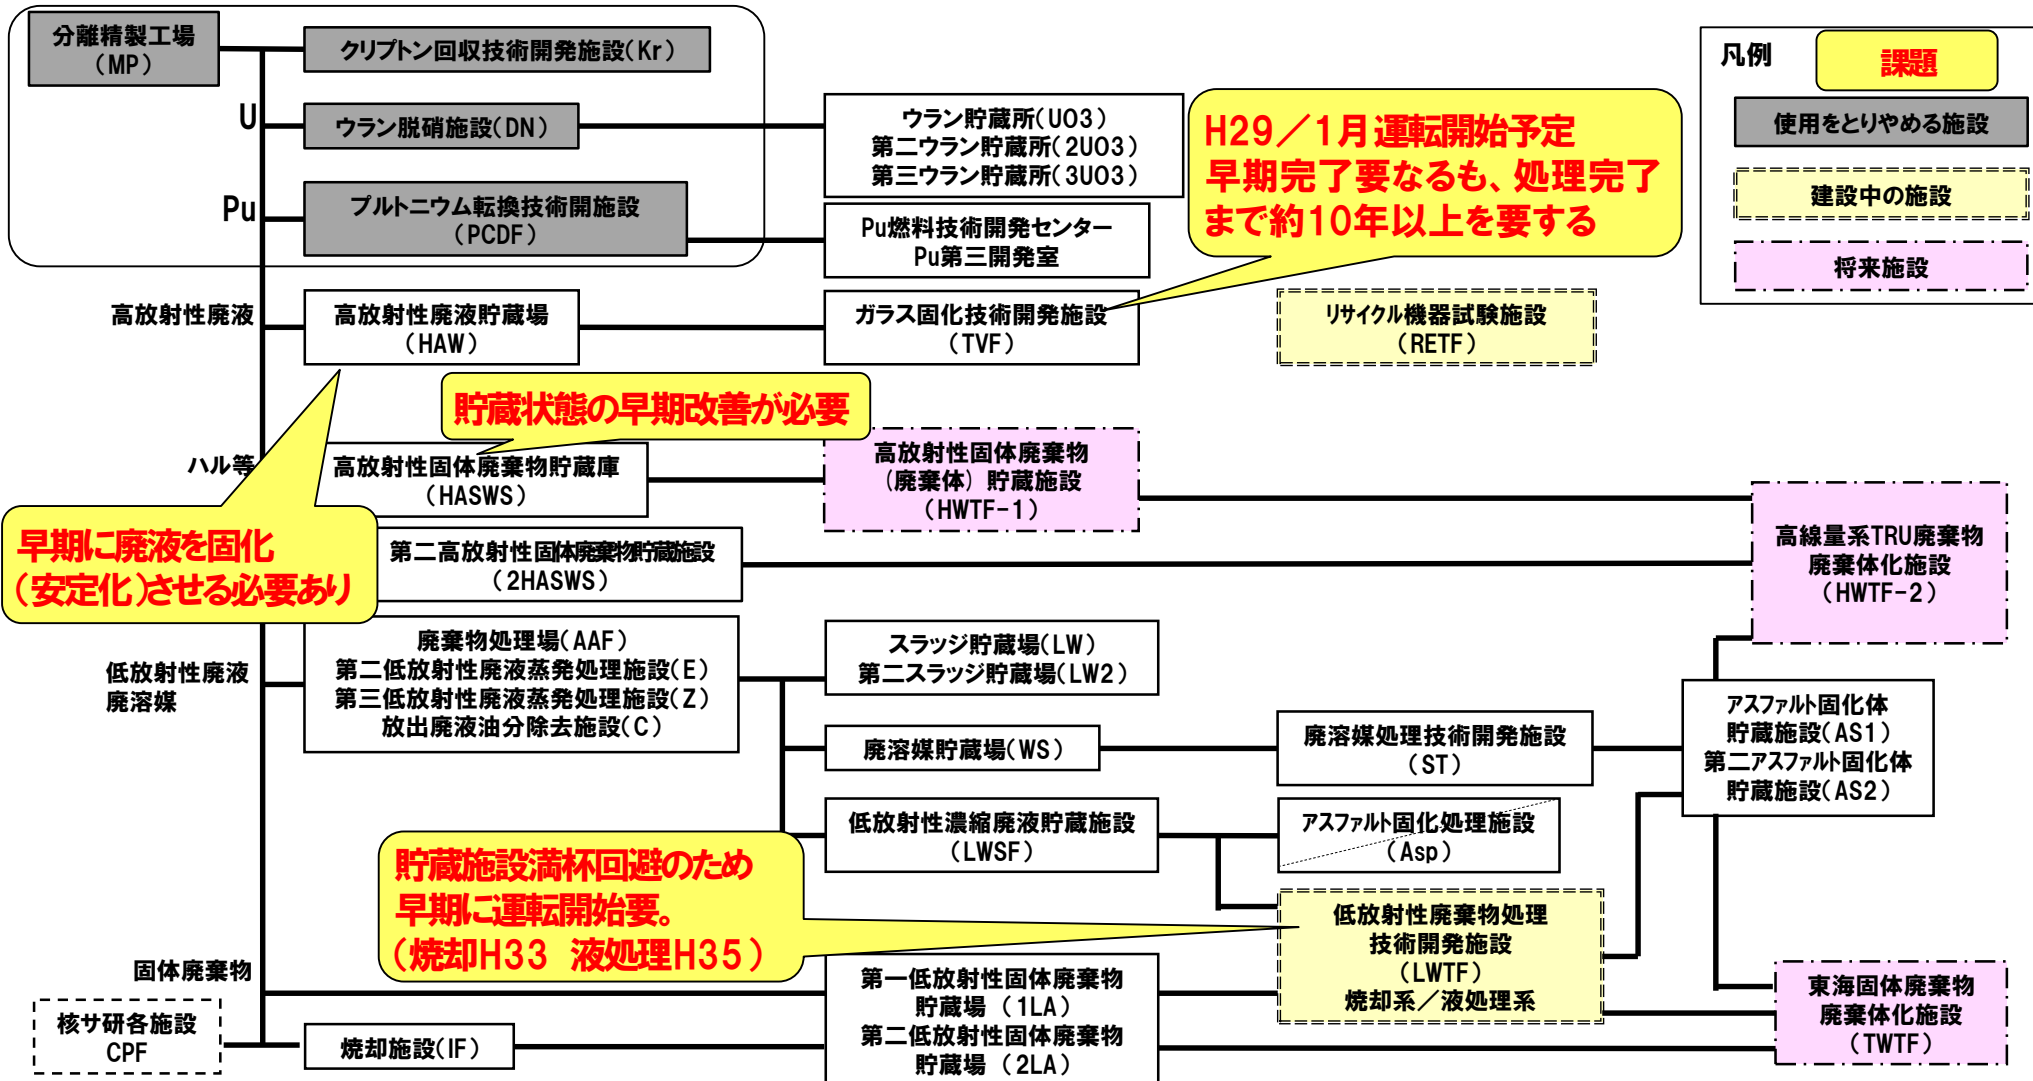 分離精製工場
(MP)
クリプトン回収技術開発施設(Kr)
U
ウラン脱硝施設(DN)
Pu
プルトニウム転換技術開施設
(PCDF)
ウラン貯蔵所(UO3)
第二ウラン貯蔵所(2UO3)
第三ウラン貯蔵所(3UO3)
Pu燃料技術開発センター
Pu第三開発室
H29/1月運転開始予定
早期完了要なるも、処理完了
まで約10年以上を要する
凡例
課題
使用をとりやめる施設
建設中の施設
将来施設
高放射性廃液
高放射性廃液貯蔵場
(HAW)
ガラス固化技術開発施設
(TVF)
リサイクル機器試験施設
(RETF)
貯蔵状態の早期改善が必要
ハル等
高放射性固体廃棄物貯蔵庫
(HASWS)
高放射性固体廃棄物
(廃棄体)貯蔵施設
(HWTF-1)
早期に廃液を固化
(安定化)させる必要あり
第二高放射性固体廃棄物貯蔵施設
(2HASWS)
高線量系TRU廃棄物
廃棄体化施設
(HWTF-2)
低放射性廃液
廃溶媒
廃棄物処理場(AAF)
第二低放射性廃液蒸発処理施設(E)
第三低放射性廃液蒸発処理施設(Z)
放出廃液油分除去施設(C)
スラッジ貯蔵場(LW)
第二スラッジ貯蔵場(LW2)
廃溶媒貯蔵場(WS)
廃溶媒処理技術開発施設
(ST)
アスファルト固化体
貯蔵施設(AS1)
第二アスファルト固化体
貯蔵施設(AS2)
低放射性濃縮廃液貯蔵施設
(LWSF)
アスファルト固化処理施設
(Asp)
貯蔵施設満杯回避のため
早期に運転開始要。
(焼却H33 液処理H35)
低放射性廃棄物処理
技術開発施設
(LWTF)
焼却系/液処理系
固体廃棄物
第一低放射性固体廃棄物
貯蔵場(1LA)
第二低放射性固体廃棄物
貯蔵場(2LA)
東海固体廃棄物
廃棄体化施設
(TWTF)
核サ研各施設
CPF
焼却施設(IF)